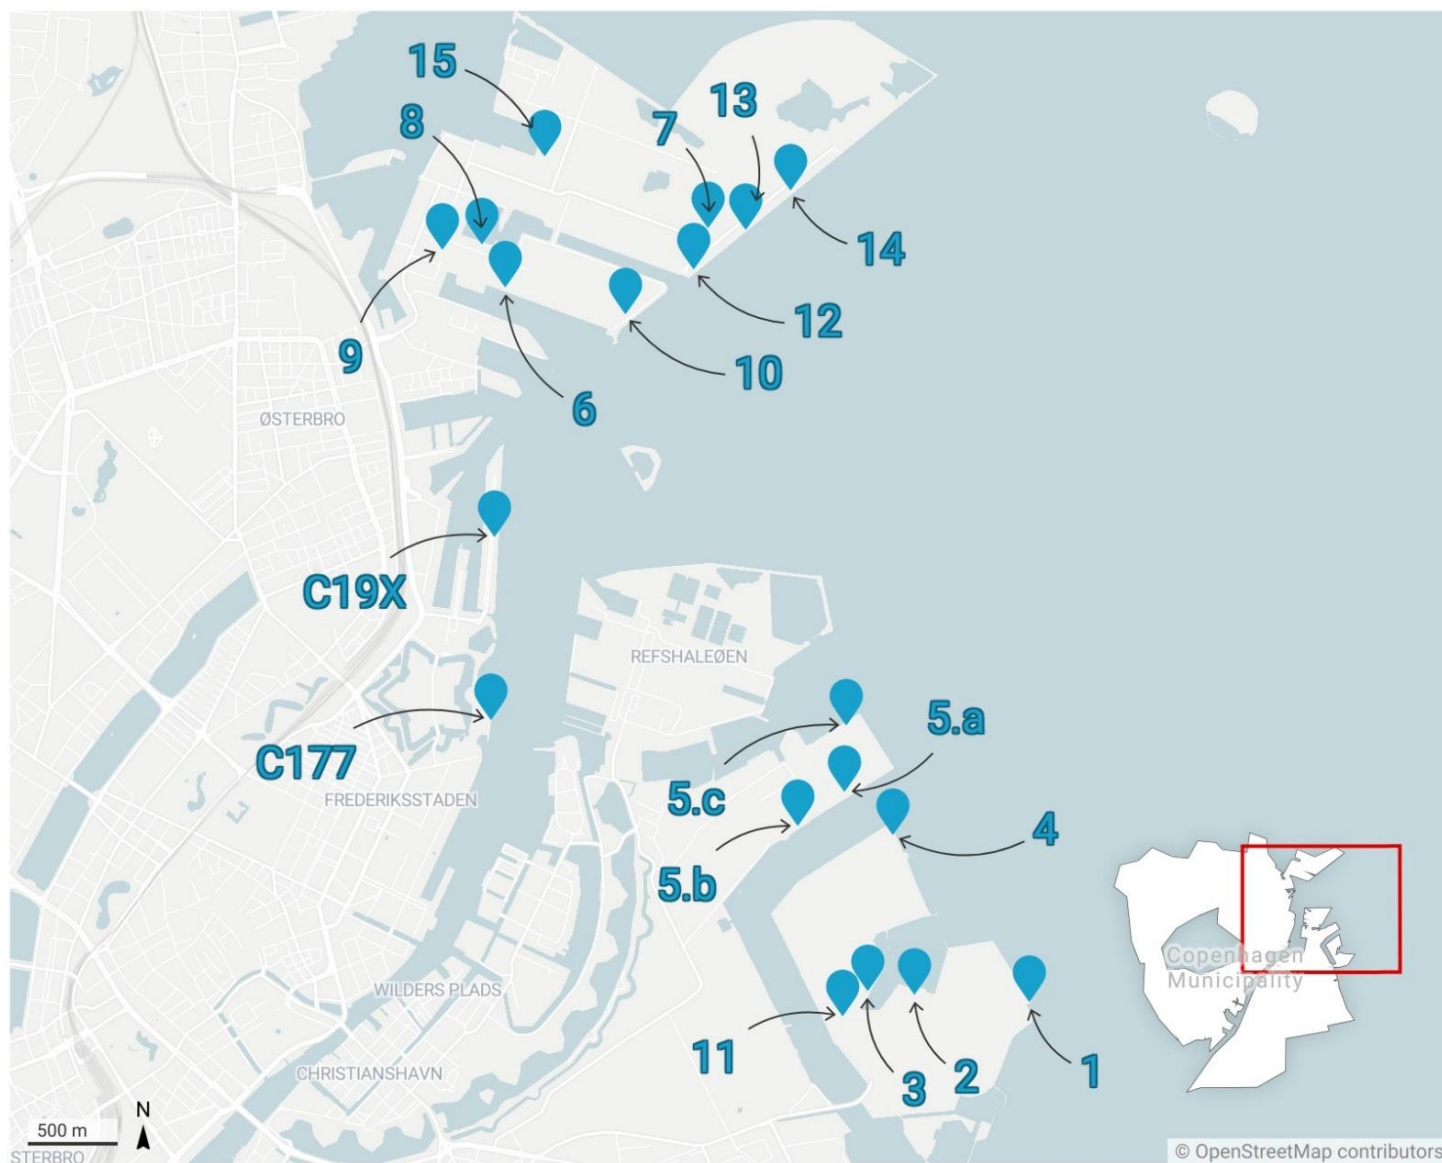 15
8
13
7
14
12
9
10
6
ØSTERBRO
C19X
REFSHALEØEN
5.a
C177
5.c
FREDERIKSSTADEN
4
5.b
Copenhagen
Municipality
WILDERS PLADS
11
1
2
3
CHRISTIANSHAVN
N
500 m
STERBRO
© OpenStreetMap contributors